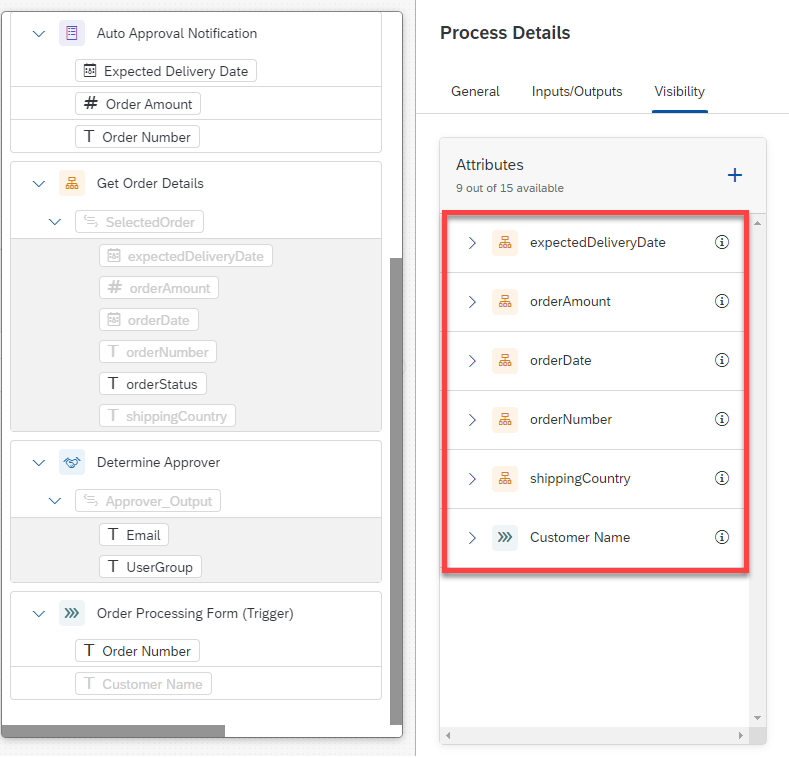 Auto Approval Notification
Expected Delivery Date
# Order Amount
T Order Number
Get Order Details
SelectedOrder
expectedDeliveryDate
# orderAmount
orderDate
T orderNumber
T orderStatus
T shippingCountry
Determine Approver
Approver_Output
T Email
T UserGroup
Order Processing Form (Trigger)
T Order Number
T Customer Name
Process Details
General Inputs/Outputs Visibility
Attributes
9 out of 15 available
expectedDeliveryDate
orderAmount
orderDate
orderNumber
shippingCountry
Customer Name